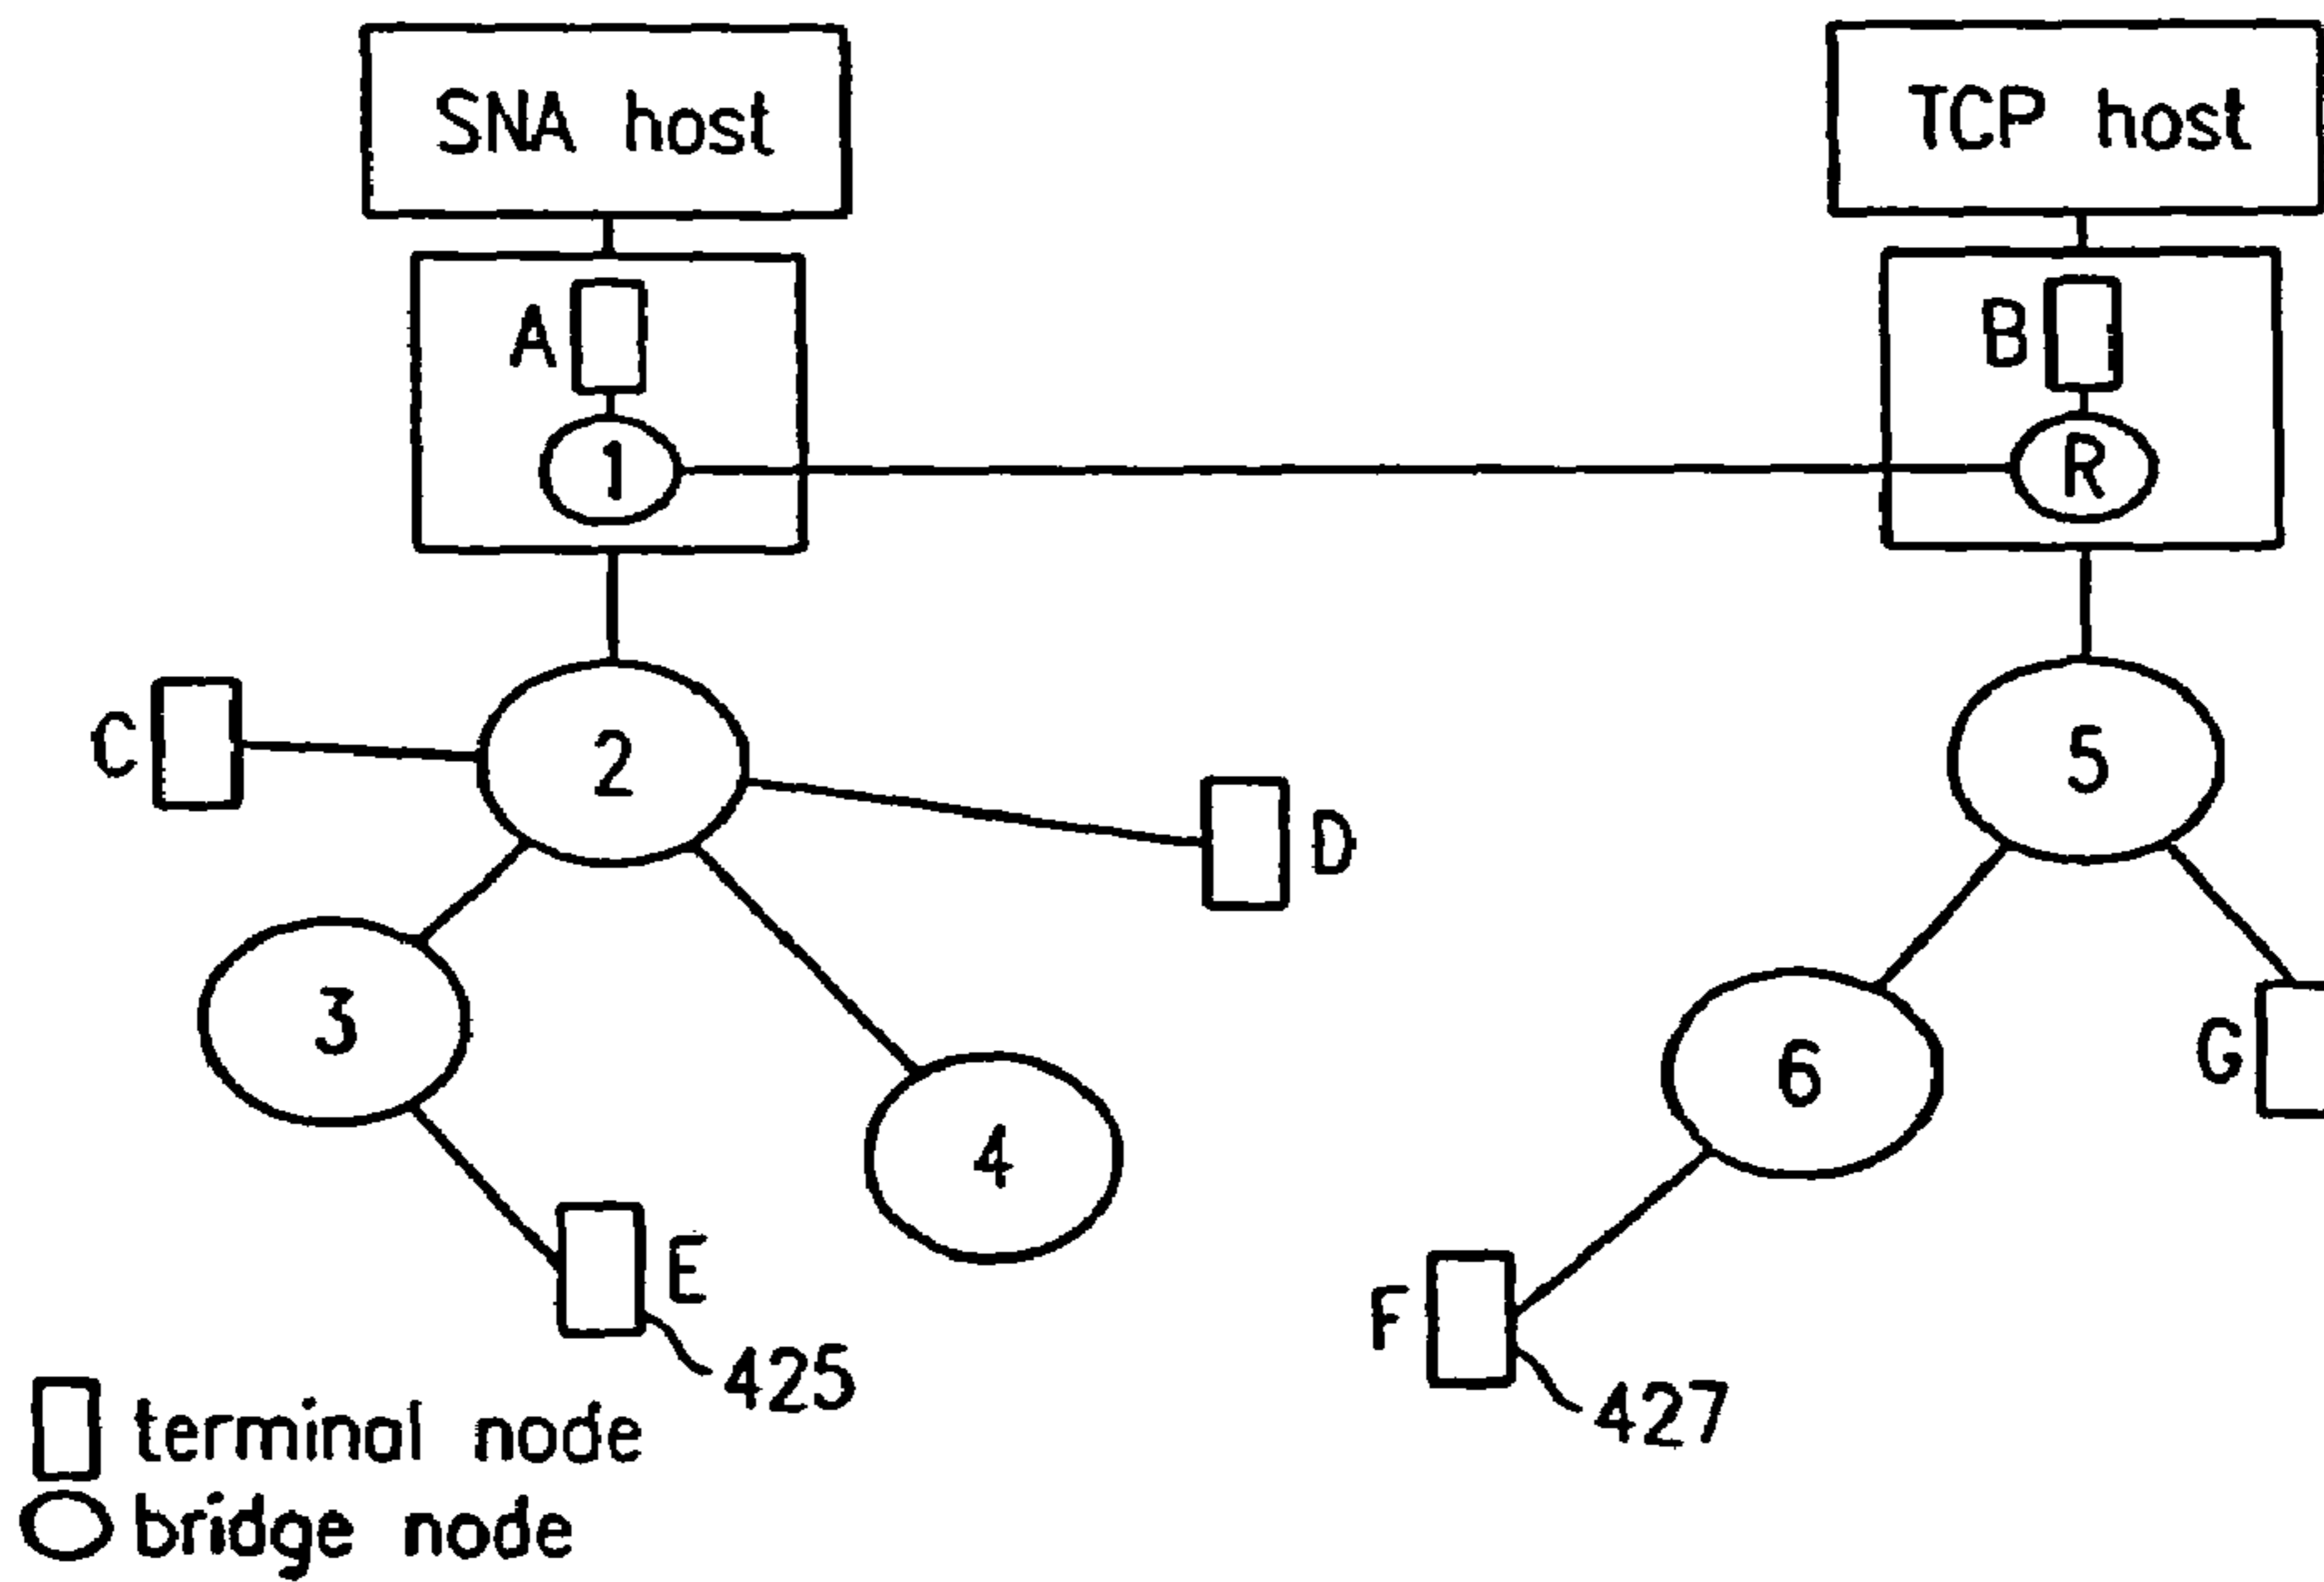 SNA host
TCP host
A
B
1
R
C
2
D
5
3
4
6
G
E
425
F
427
terminal node
bridge node